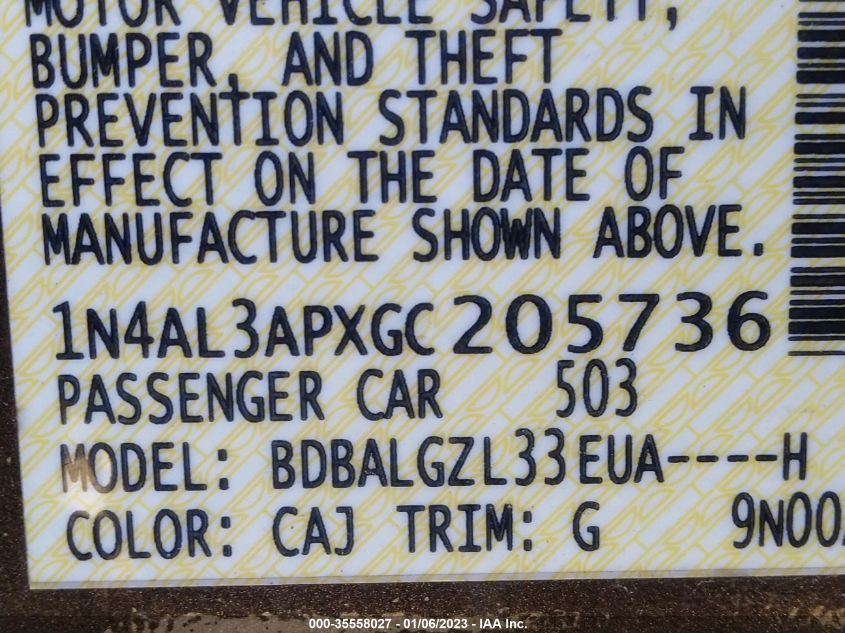 MOTOR VEHICLE SAFETY,
BUMPER, AND THEFT
PREVENTION STANDARDS IN
EFFECT ON THE DATE OF
MANUFACTURE SHOWN ABOVE.
1N4AL3APXGC205736
PASSENGER CAR 503
MODEL: BDBALGZL33EUA----H
COLOR: CAJ TRIM: G 9N00
000-35558027 - 01/06/2023 - IAA Inc.